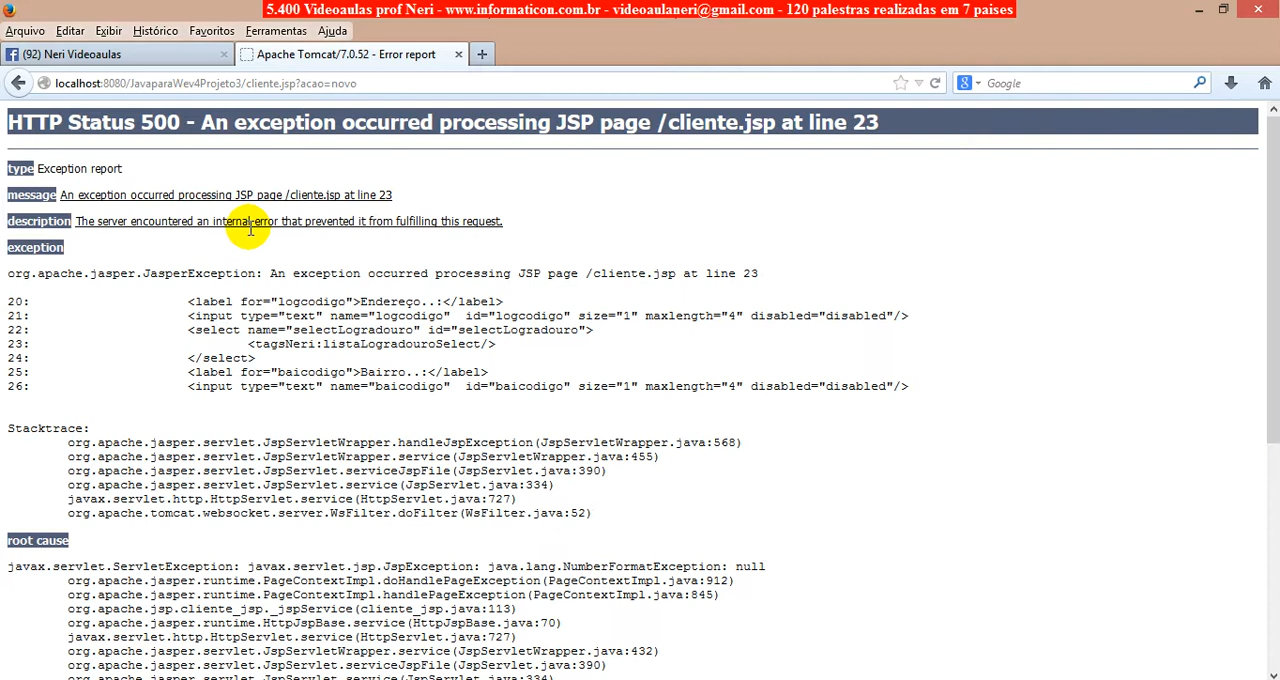 5.400 Videoaulas prof Neri - www.informaticon.com.br - videoaulaneri@gmail.com - 120 palestras realizadas em 7 paises
Arquivo Editar Exibir Histórico Favoritos Ferramentas Ajuda
(92) Neri Videoaulas × Apache Tomcat/7.0.52 - Error report × +
localhost:8080/JavaparaWev4Projeto3/cliente.jsp?acao=novo Google
HTTP Status 500 - An exception occurred processing JSP page /cliente.jsp at line 23
type Exception report
message An exception occurred processing JSP page /cliente.jsp at line 23
description The server encountered an internal error that prevented it from fulfilling this request.
exception
org.apache.jasper.JasperException: An exception occurred processing JSP page /cliente.jsp at line 23
20: <label for="logcodigo">Endereço..:</label>
21: <input type="text" name="logcodigo" id="logcodigo" size="1" maxlength="4" disabled="disabled"/>
22: <select name="selectLogradouro" id="selectLogradouro">
23: <tagsNeri:listaLogradouroSelect/>
24: </select>
25: <label for="baicodigo">Bairro..:</label>
26: <input type="text" name="baicodigo" id="baicodigo" size="1" maxlength="4" disabled="disabled"/>
Stacktrace:
org.apache.jasper.servlet.JspServletWrapper.handleJspException(JspServletWrapper.java:568)
org.apache.jasper.servlet.JspServletWrapper.service(JspServletWrapper.java:455)
org.apache.jasper.servlet.JspServlet.serviceJspFile(JspServlet.java:390)
org.apache.jasper.servlet.JspServlet.service(JspServlet.java:334)
javax.servlet.http.HttpServlet.service(HttpServlet.java:727)
org.apache.tomcat.websocket.server.WsFilter.doFilter(WsFilter.java:52)
root cause
javax.servlet.ServletException: javax.servlet.jsp.JspException: java.lang.NumberFormatException: null
org.apache.jasper.runtime.PageContextImpl.doHandlePageException(PageContextImpl.java:912)
org.apache.jasper.runtime.PageContextImpl.handlePageException(PageContextImpl.java:845)
org.apache.jsp.cliente_jsp._jspService(cliente_jsp.java:113)
org.apache.jasper.runtime.HttpJspBase.service(HttpJspBase.java:70)
javax.servlet.http.HttpServlet.service(HttpServlet.java:727)
org.apache.jasper.servlet.JspServletWrapper.service(JspServletWrapper.java:432)
org.apache.jasper.servlet.JspServlet.serviceJspFile(JspServlet.java:390)
org.apache.jasper.servlet.JspServlet.service(JspServlet.java:334)